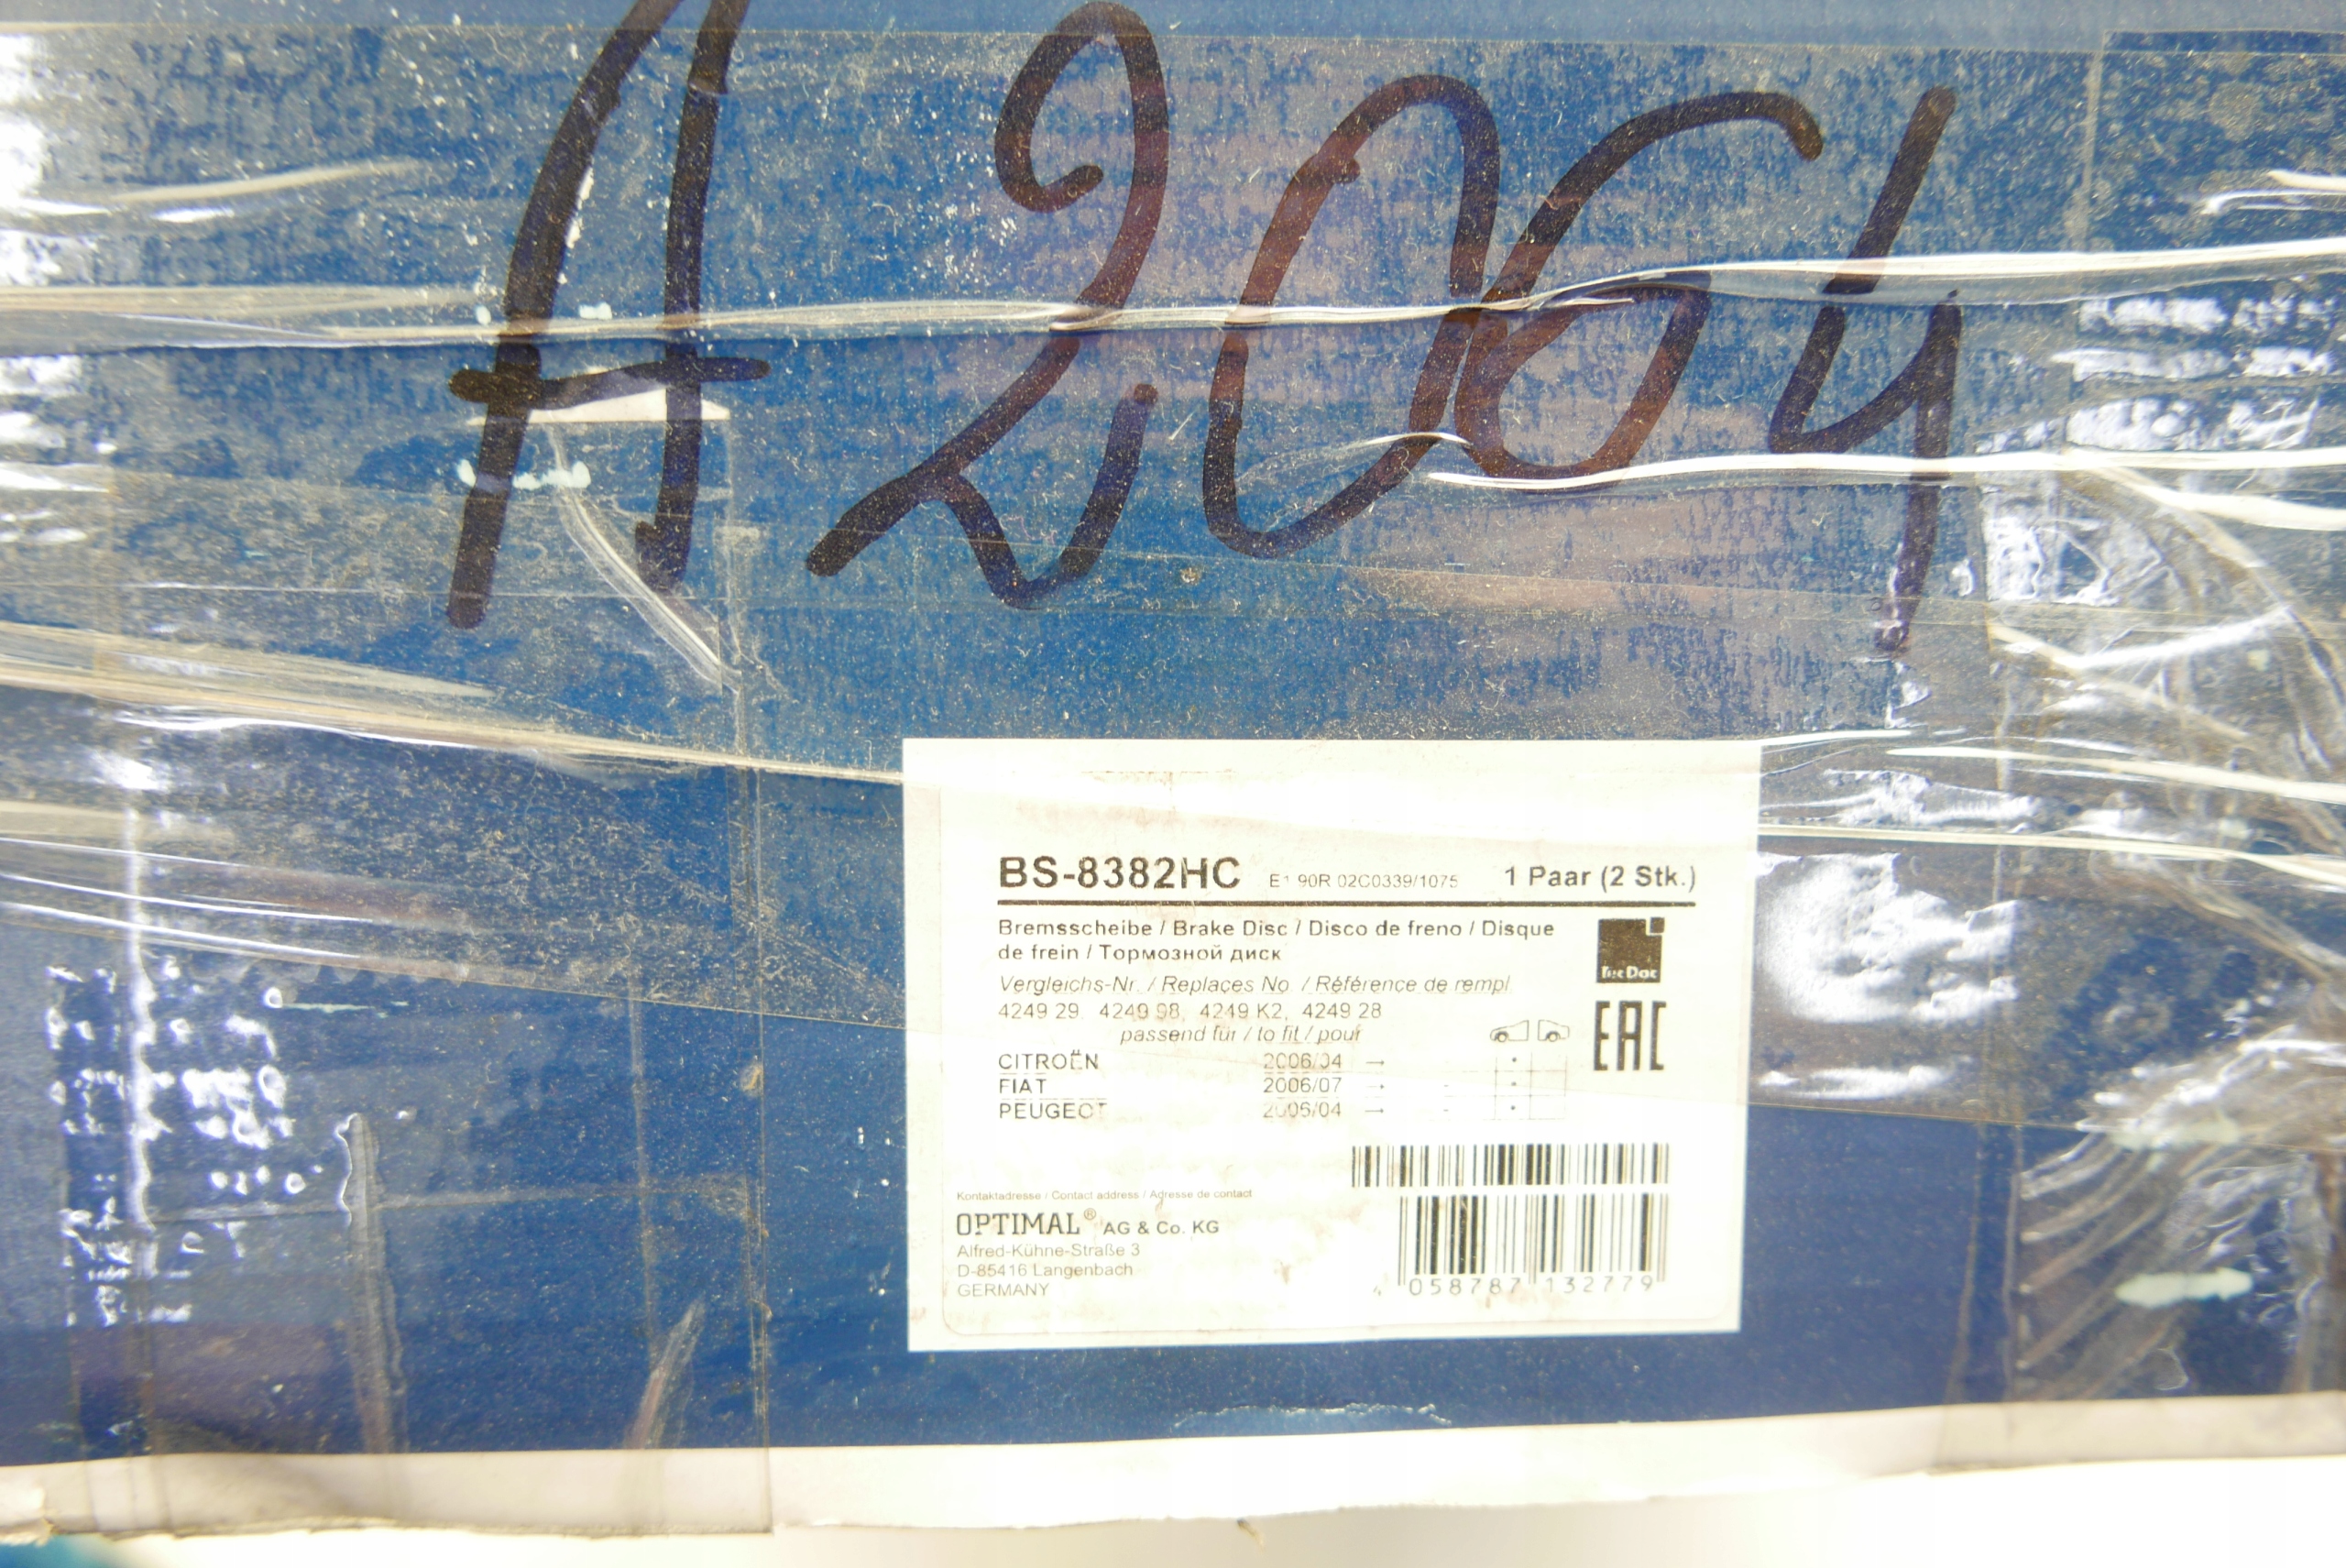 A 2064
BS-8382HC E1 90R 02C0339/1075 1 Paar (2 Stk.)
Bremsscheibe / Brake Disc / Disco de freno / Disque
de frein / Тормозной диск
TecDoc
Vergleichs-Nr. / Replaces No. / Référence de rempl.
4249 29, 4249 98, 4249 K2, 4249 28
passend für / to fit / pour
EAC
CITROËN 2006/04 →
FIAT 2006/07 → -
PEUGEOT 2006/04 → -
Kontaktadresse / Contact address / Adresse de contact
OPTIMAL® AG & Co. KG
Alfred-Kühne-Straße 3
D-85416 Langenbach
GERMANY
4 058787 132779